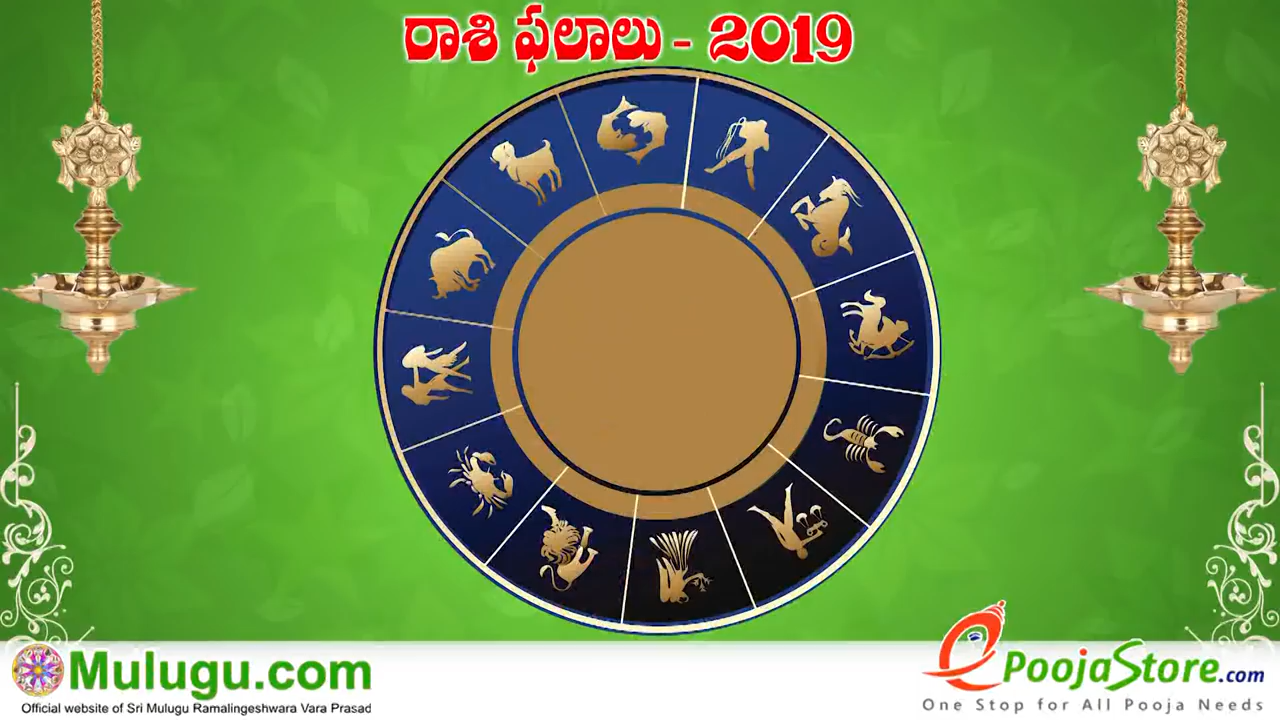 రాశి ఫలాలు - 2019
Mulugu.com
Official website of Sri Mulugu Ramalingeshwara Vara Prasad
ePoojaStore.com
One Stop for All Pooja Needs